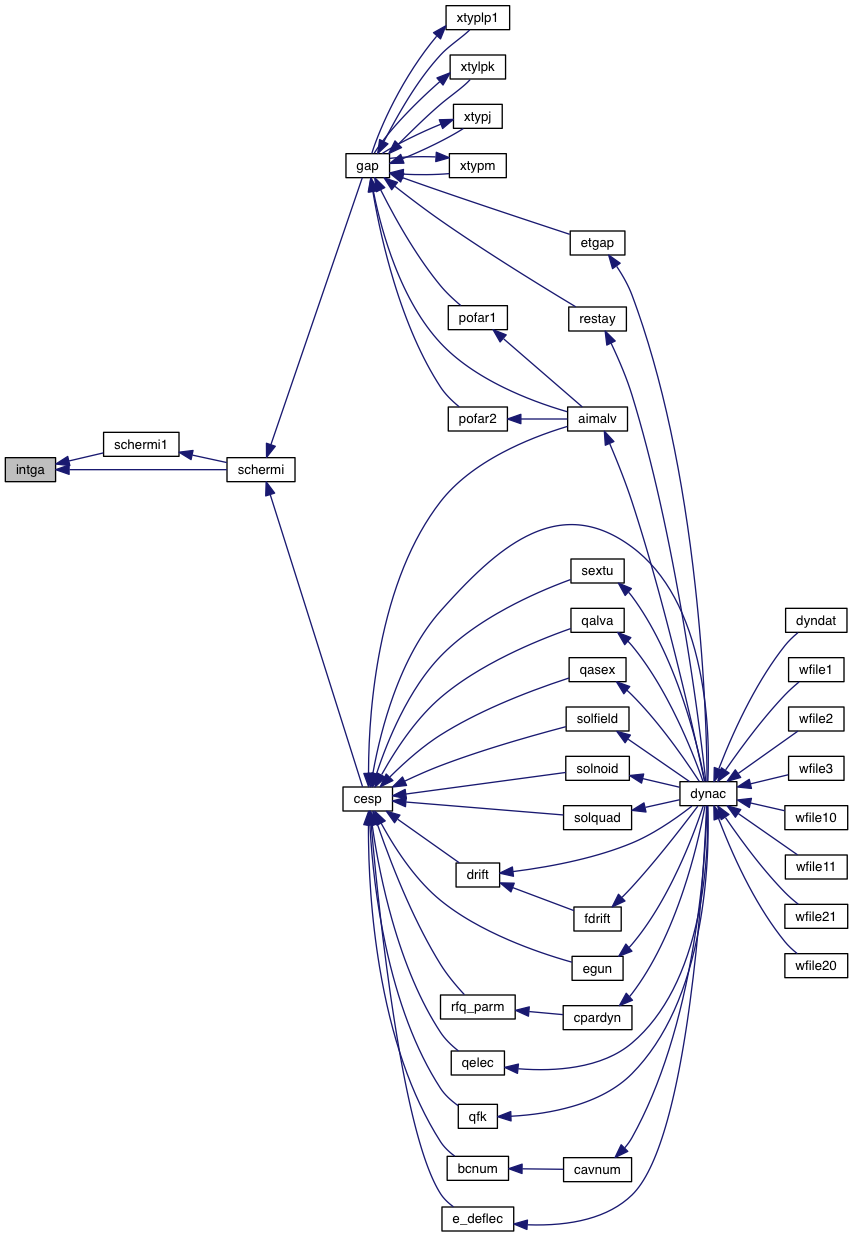 xtyplp1
xtylpk
xtypj
gap
xtypm
etgap
pofar1
restay
pofar2
aimalv
schermi1
intga
schermi
sextu
qalva
dyndat
qasex
wfile1
solfield
wfile2
solnoid
wfile3
cesp
dynac
solquad
wfile10
drift
wfile11
fdrift
wfile21
egun
wfile20
rfq_parm
cpardyn
qelec
qfk
bcnum
cavnum
e_deflec